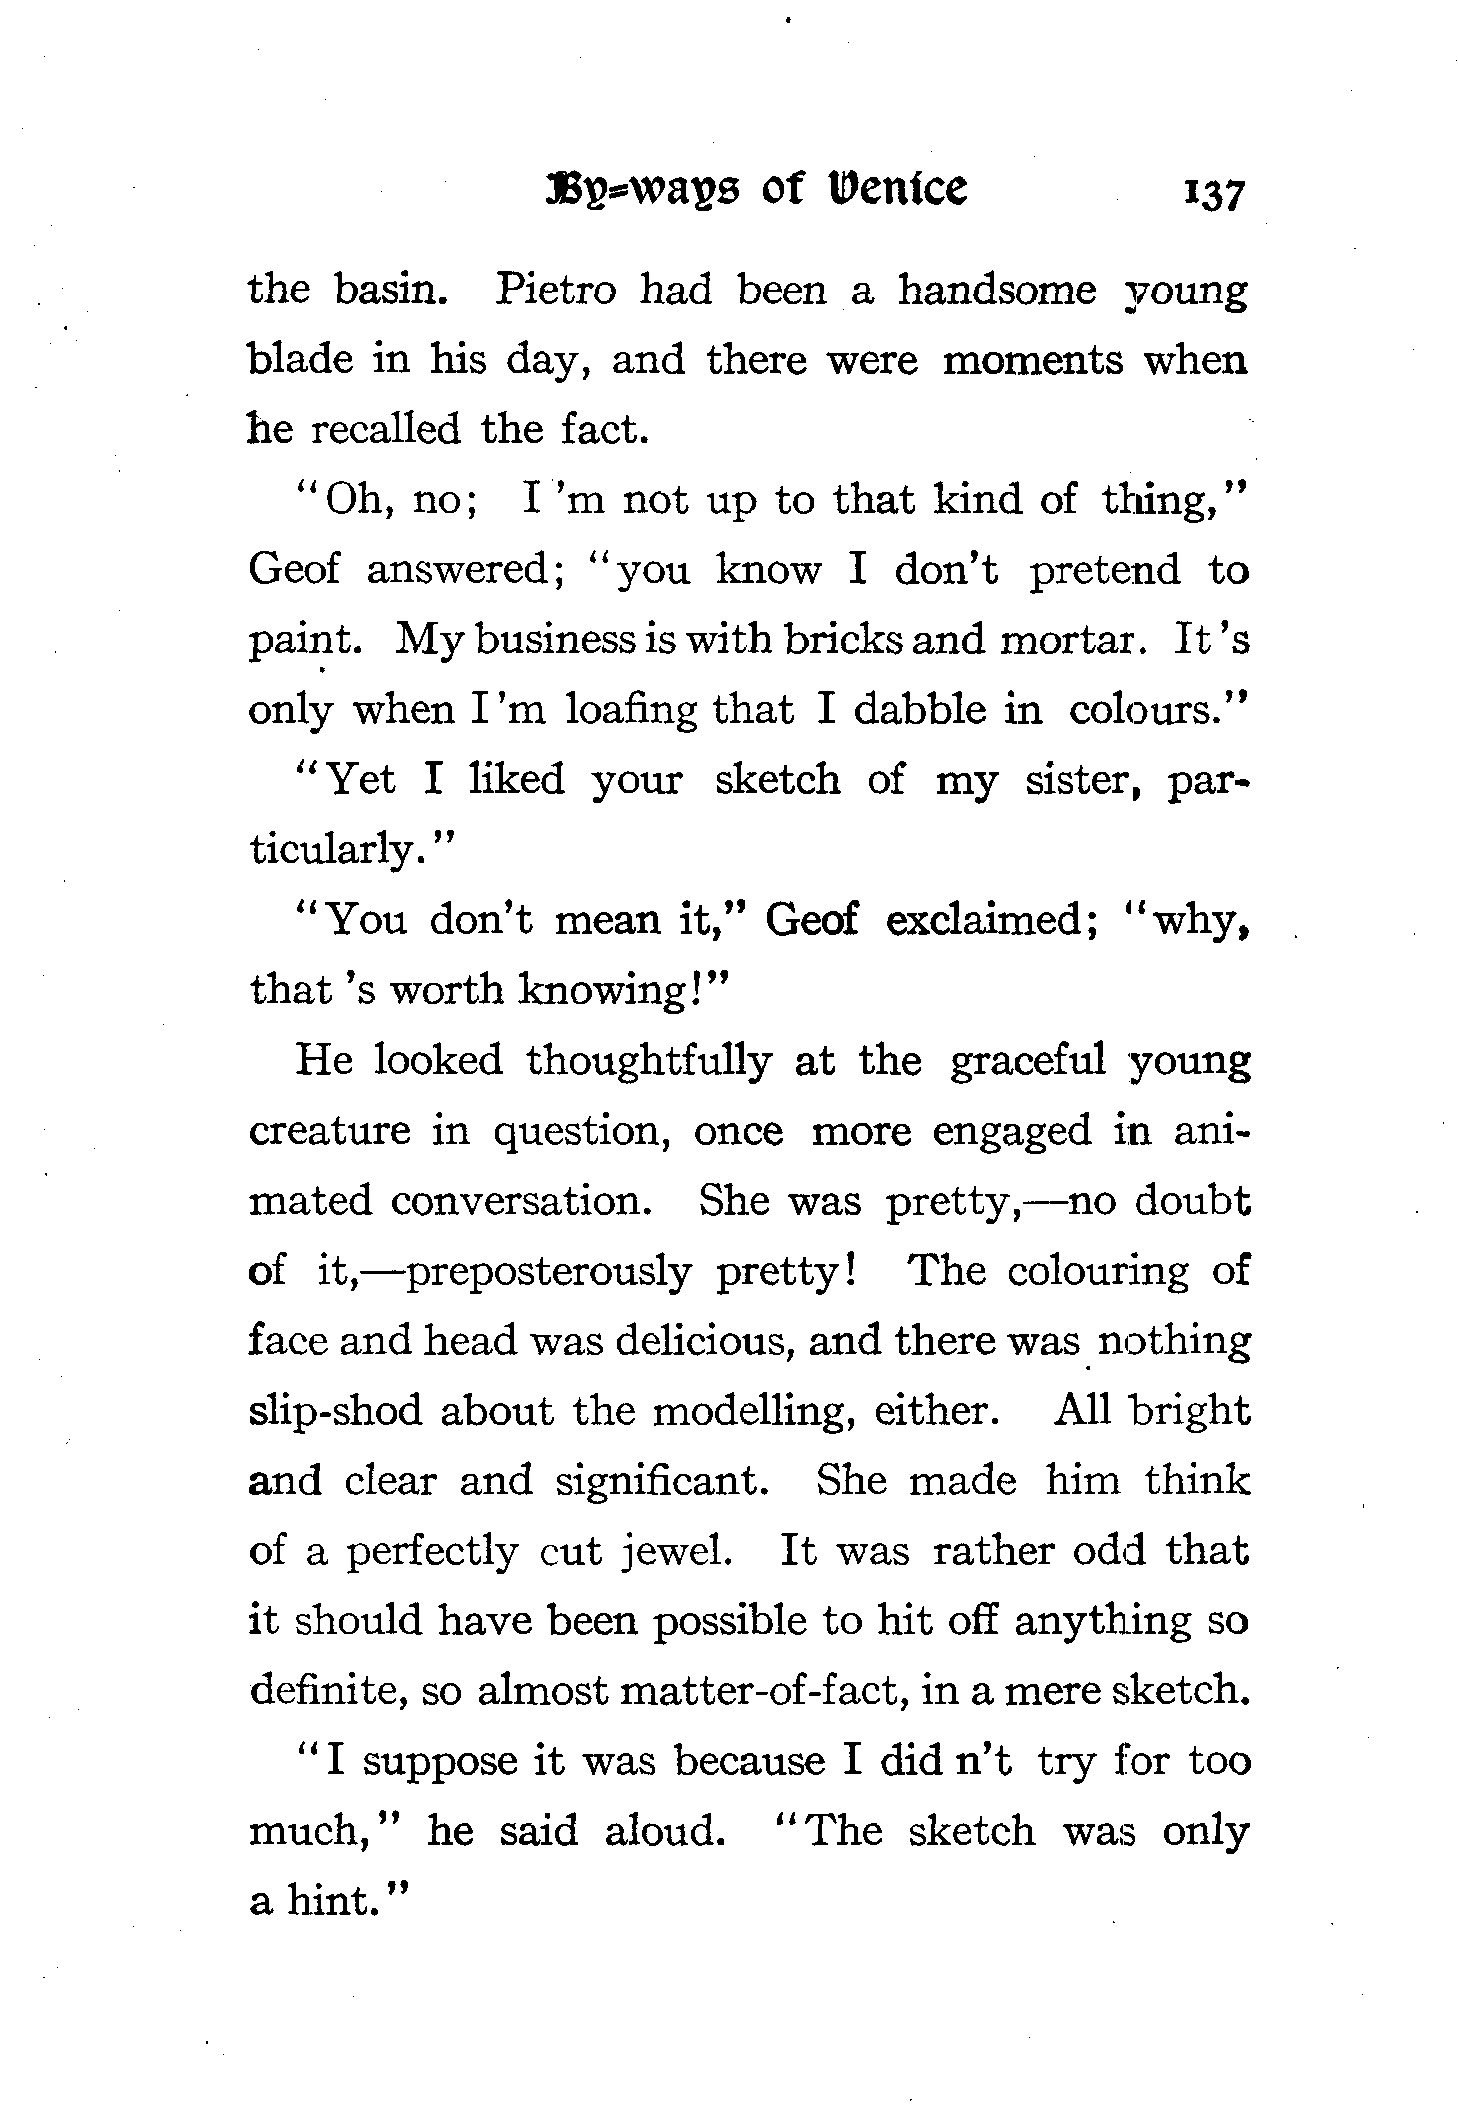 By-ways of Venice 137
the basin. Pietro had been a handsome young
blade in his day, and there were moments when
he recalled the fact.
"Oh, no; I 'm not up to that kind of thing,"
Geof answered; "you know I don't pretend to
paint. My business is with bricks and mortar. It 's
only when I 'm loafing that I dabble in colours."
"Yet I liked your sketch of my sister, par-
ticularly."
"You don't mean it," Geof exclaimed; "why,
that 's worth knowing!"
He looked thoughtfully at the graceful young
creature in question, once more engaged in ani-
mated conversation. She was pretty,—no doubt
of it,—preposterously pretty! The colouring of
face and head was delicious, and there was nothing
slip-shod about the modelling, either. All bright
and clear and significant. She made him think
of a perfectly cut jewel. It was rather odd that
it should have been possible to hit off anything so
definite, so almost matter-of-fact, in a mere sketch.
"I suppose it was because I did n't try for too
much," he said aloud. "The sketch was only
a hint."